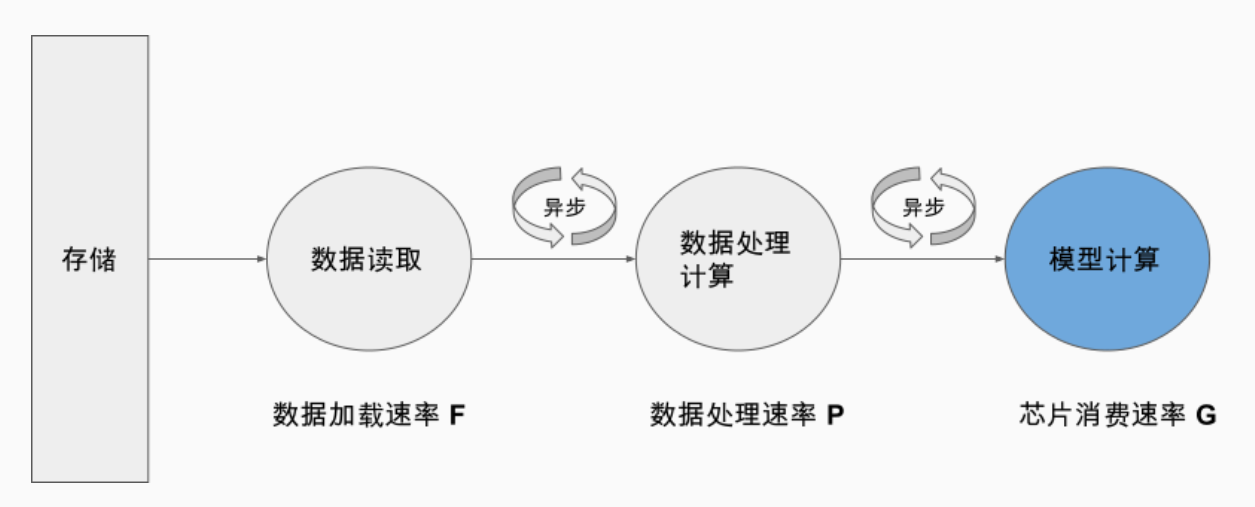 存储
数据读取
异步
数据处理
计算
异步
模型计算
数据加载速率 F
数据处理速率 P
芯片消费速率 G